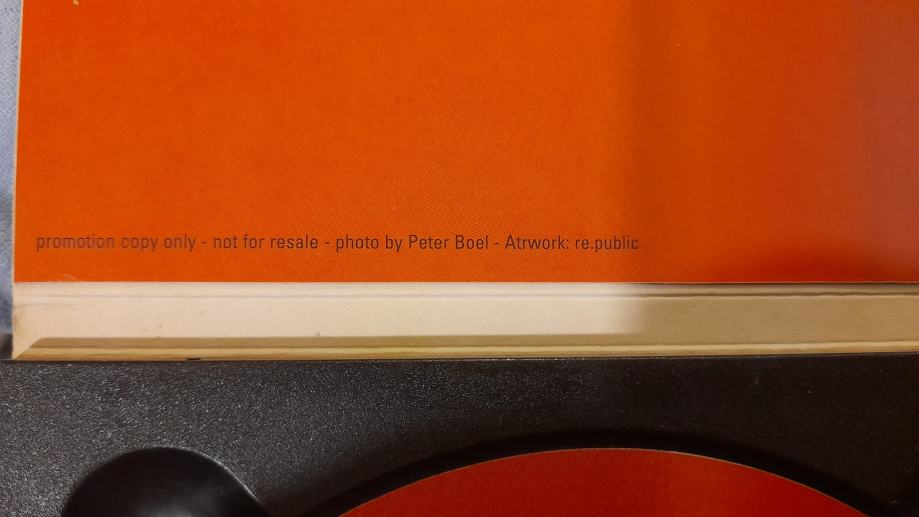 promotion copy only - not for resale - photo by Peter Boel - Atrwork: re.public